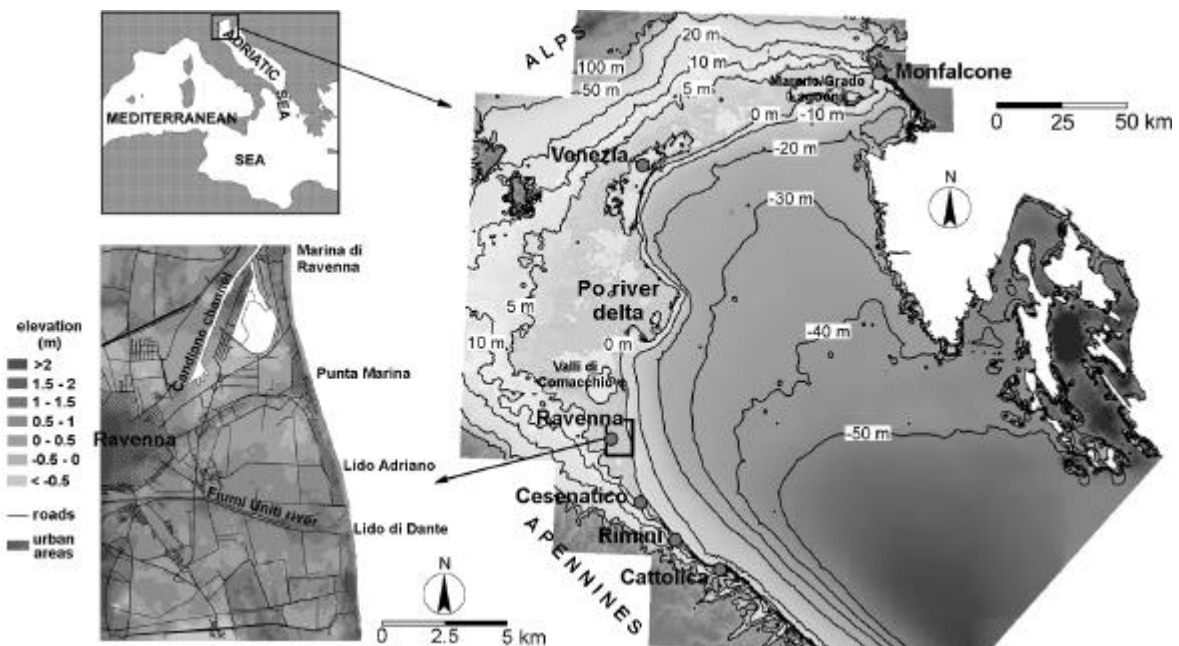 ADRIATIC
SEA
MEDITERRANEAN
SEA
ALPS
100 m
50 m
20 m
10 m
5 m
Marano/Grado
Lagoon
0 m
-10 m
Monfalcone
0 25 50 km
Venezia
-20 m
-30 m
N
Po river
delta
5 m
10 m
0 m
-40 m
Valli di
Comacchio
Ravenna
-50 m
Cesenatico
Rimini
Cattolica
APENNINES
Marina di
Ravenna
Candiano channel
elevation
(m)
>2
1.5 - 2
1 - 1.5
0.5 - 1
0 - 0.5
-0.5 - 0
< -0.5
roads
urban
areas
Punta Marina
Ravenna
Lido Adriano
Fiumi Uniti river
Lido di Dante
N
0 2.5 5 km